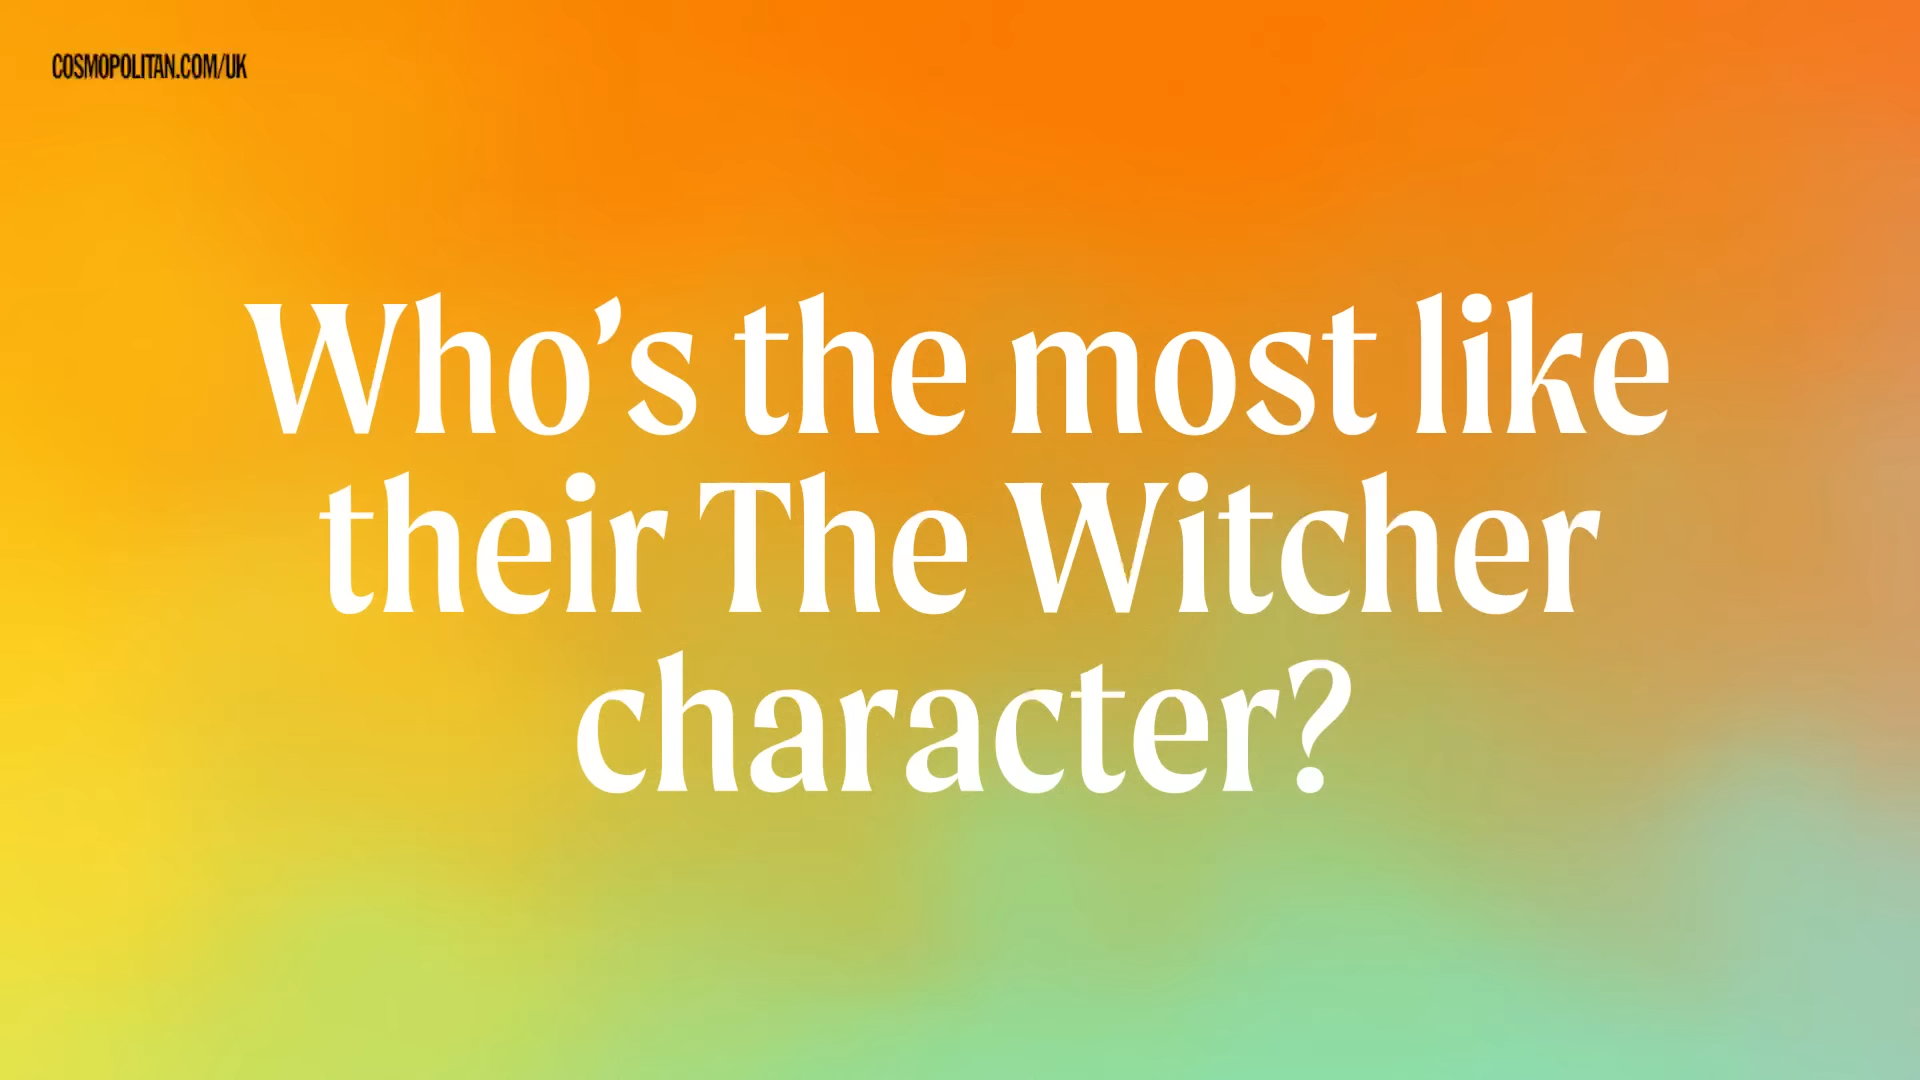 COSMOPOLITAN.COM/UK
Who’s the most like
their The Witcher
character?